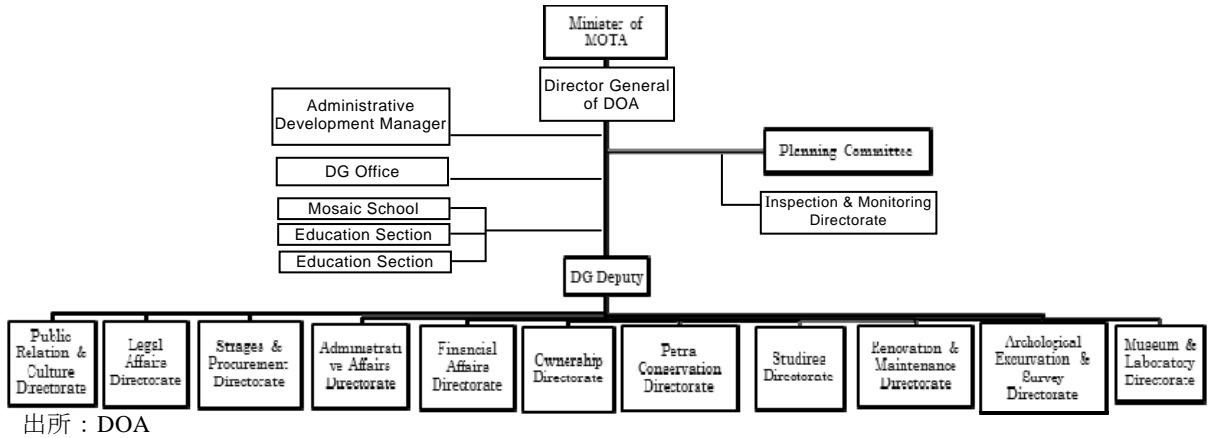 Minister of
MOTA
Director General
of DOA
Administrative
Development Manager
Planning Committee
DG Office
Mosaic School
Education Section
Education Section
Inspection & Monitoring
Directorate
DG Deputy
Public
Relation &
Culture
Directorate
Legal
Affairs
Directorate
Strages &
Procurement
Directorate
Administrati
ve Affairs
Directorate
Financial
Affairs
Directorate
Ownership
Directorate
Petra
Conservation
Directorate
Studires
Directorate
Renovation &
Maintenance
Directorate
Archological
Excurvation &
Survey
Directorate
Museum &
Laboratory
Directorate
出所：DOA